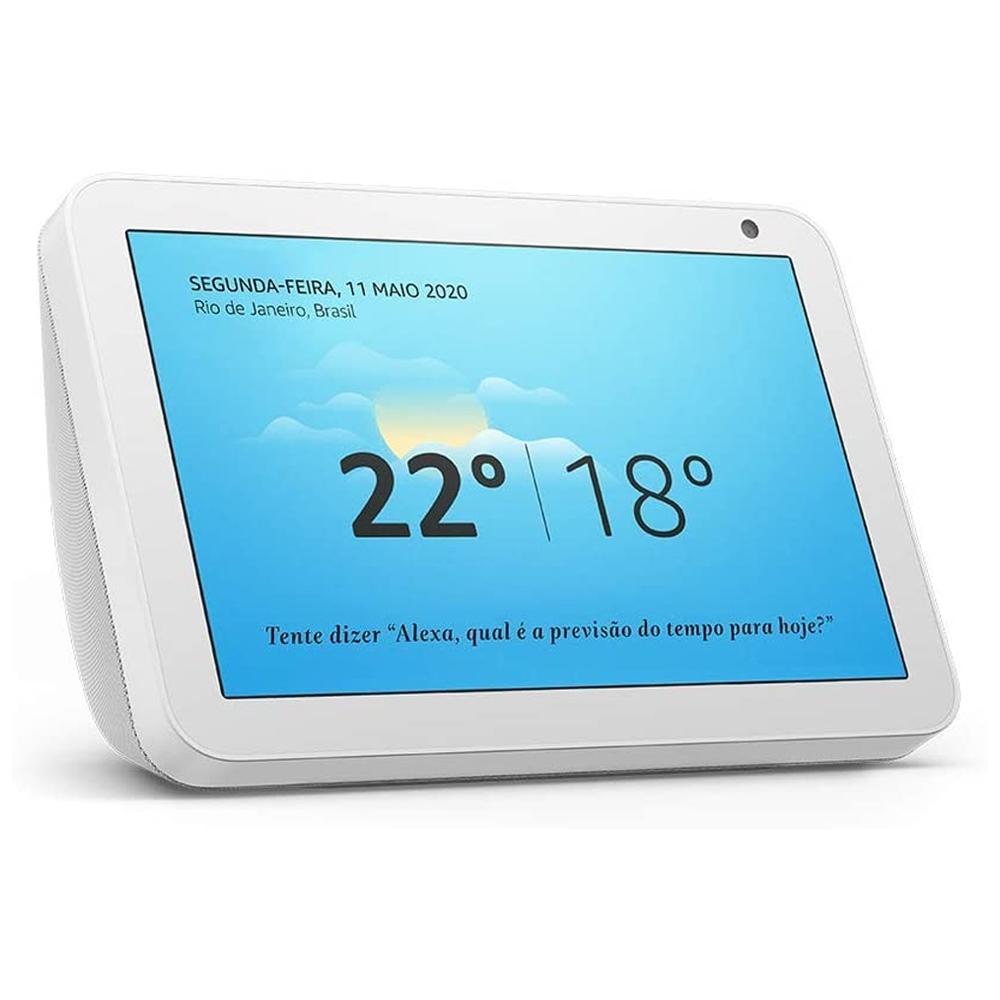 SEGUNDA-FEIRA, 11 MAIO 2020
Rio de Janeiro, Brasil
22° | 18°
Tente dizer “Alexa, qual é a previsão do tempo para hoje?”